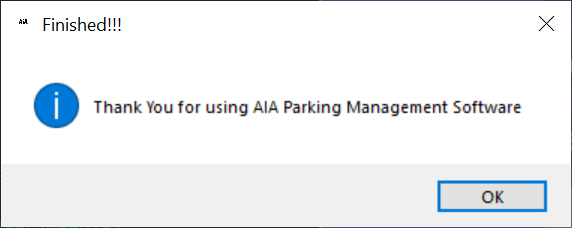 AiA Finished!!!
Thank You for using AIA Parking Management Software
OK